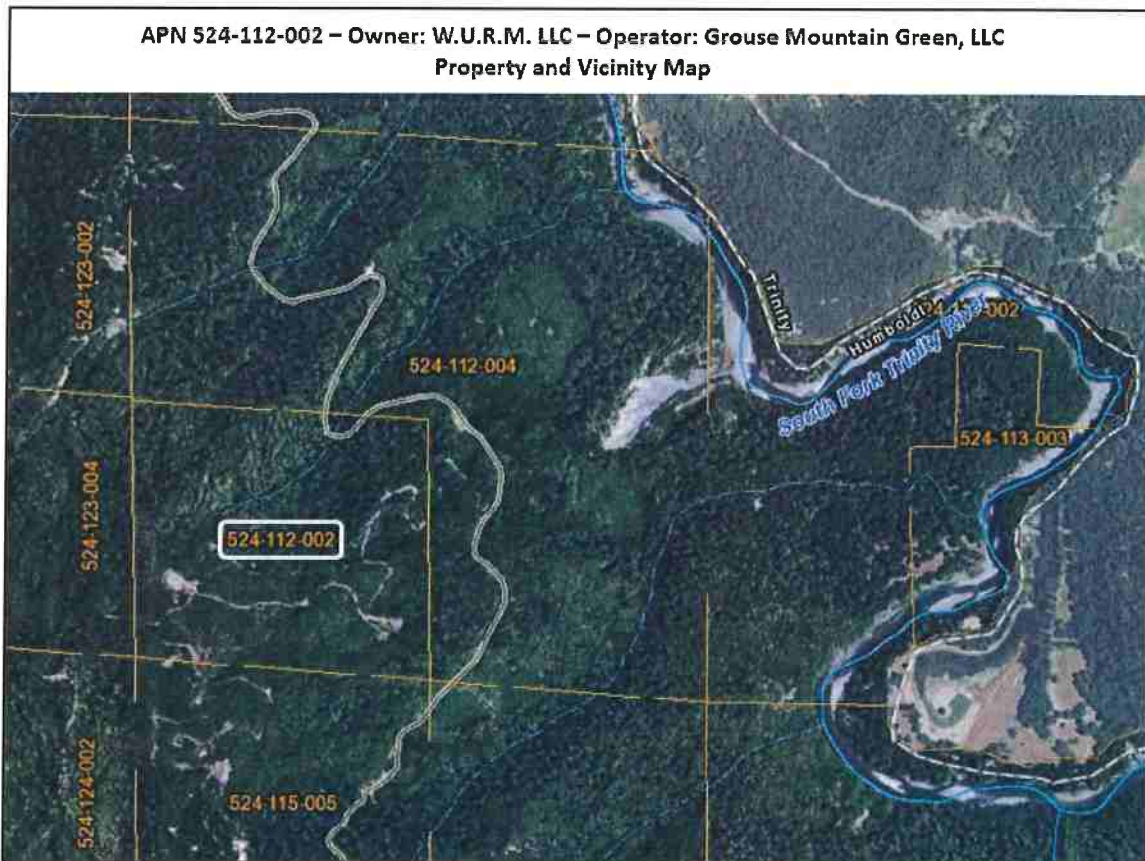 APN 524-112-002 – Owner: W.U.R.M. LLC – Operator: Grouse Mountain Green, LLC
Property and Vicinity Map
524-123-002
Trinity
Humboldt
South Fork Trinity River
524-112-004
524-113-003
524-123-004
524-112-002
524-124-002
524-115-005